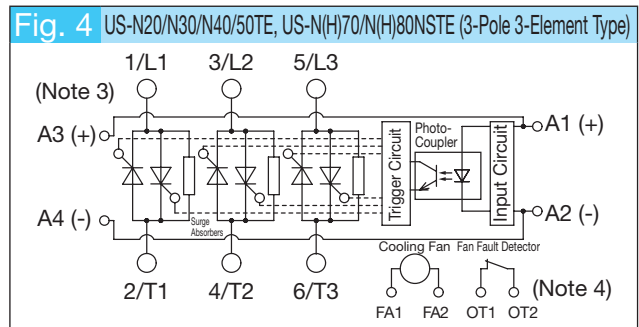 Fig. 4 US-N20/N30/N40/50TE, US-N(H)70/N(H)80NSTE (3-Pole 3-Element Type)
1/L1 3/L2 5/L3
(Note 3)
A3 (+)
A4 (-)
Surge
Absorbers
Trigger Circuit
Photo-
Coupler
Input Circuit
A1 (+)
A2 (-)
2/T1 4/T2 6/T3
Cooling Fan Fan Fault Detector
(Note 4)
FA1 FA2 OT1 OT2